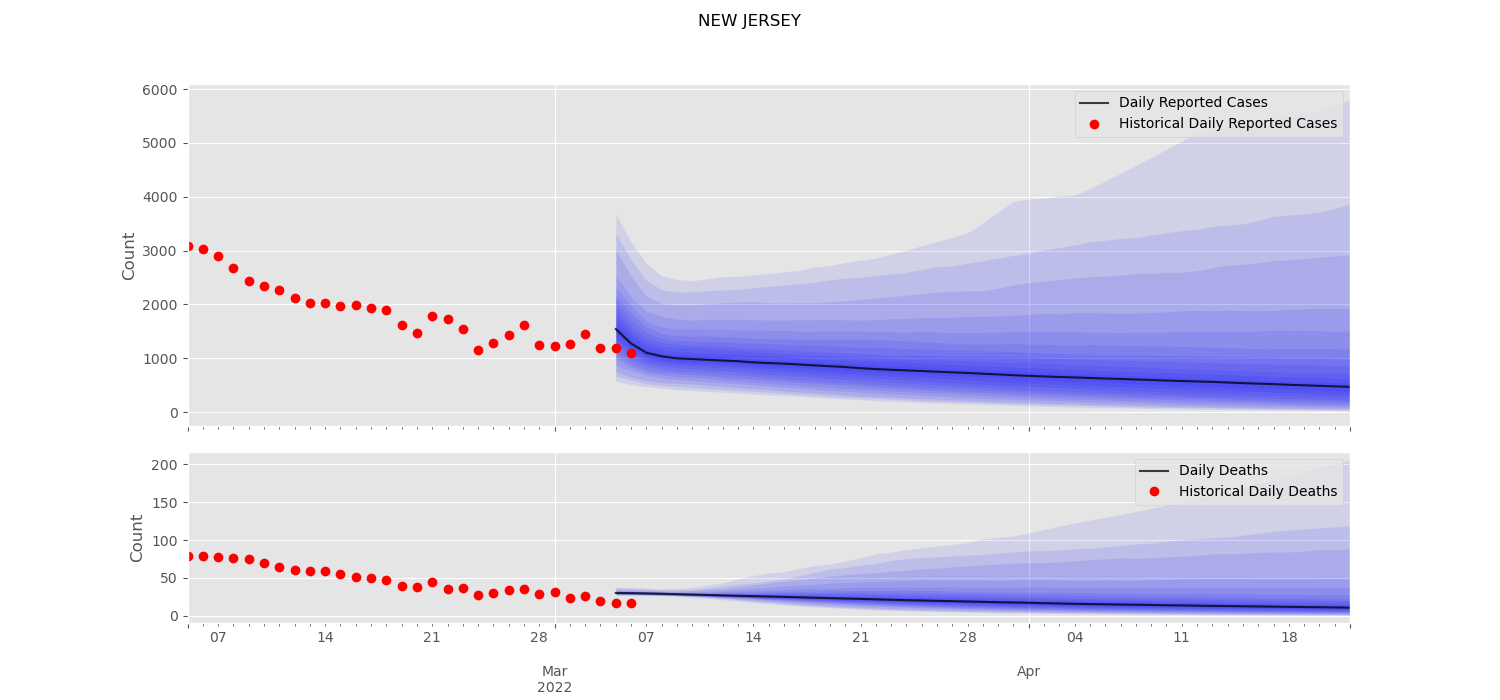 NEW JERSEY
6000
5000
4000
3000
2000
1000
0
Count
Daily Reported Cases
Historical Daily Reported Cases
200
150
100
50
0
Count
Daily Deaths
Historical Daily Deaths
07 14 21 28 07 14 21 28 04 11 18
Mar Apr
2022